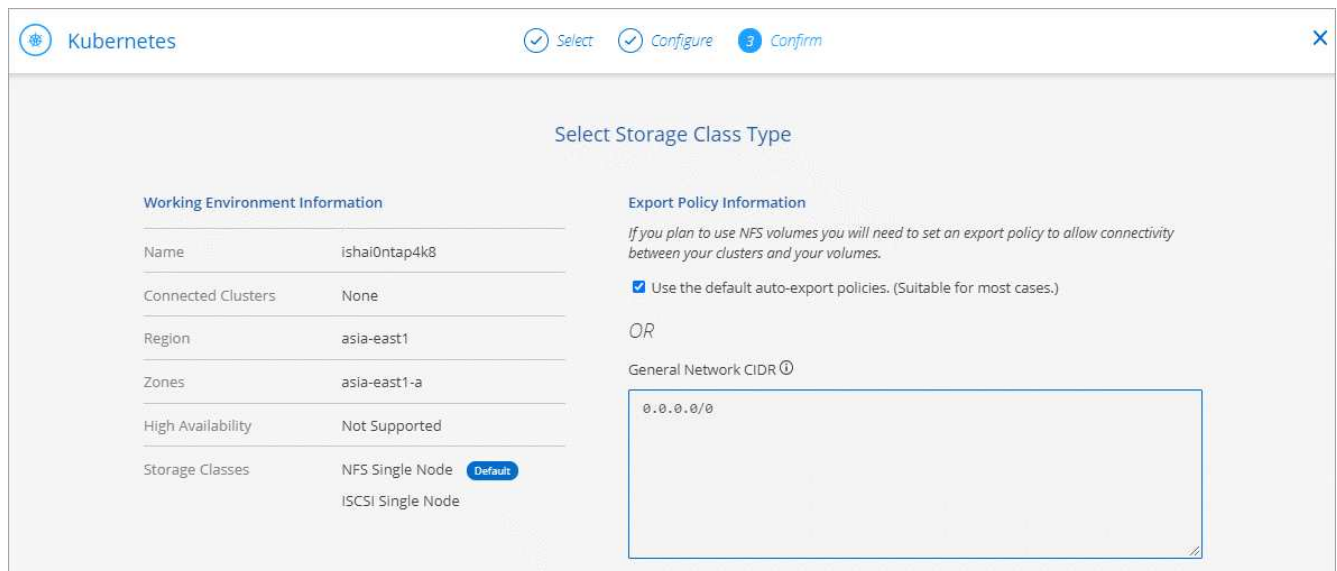 Kubernetes
Select
Configure
3 Confirm
Select Storage Class Type
Working Environment Information
Name ishai0ntap4k8
Connected Clusters None
Region asia-east1
Zones asia-east1-a
High Availability Not Supported
Storage Classes NFS Single Node Default
ISCSI Single Node
Export Policy Information
If you plan to use NFS volumes you will need to set an export policy to allow connectivity
between your clusters and your volumes.
Use the default auto-export policies. (Suitable for most cases.)
OR
General Network CIDR
0.0.0.0/0